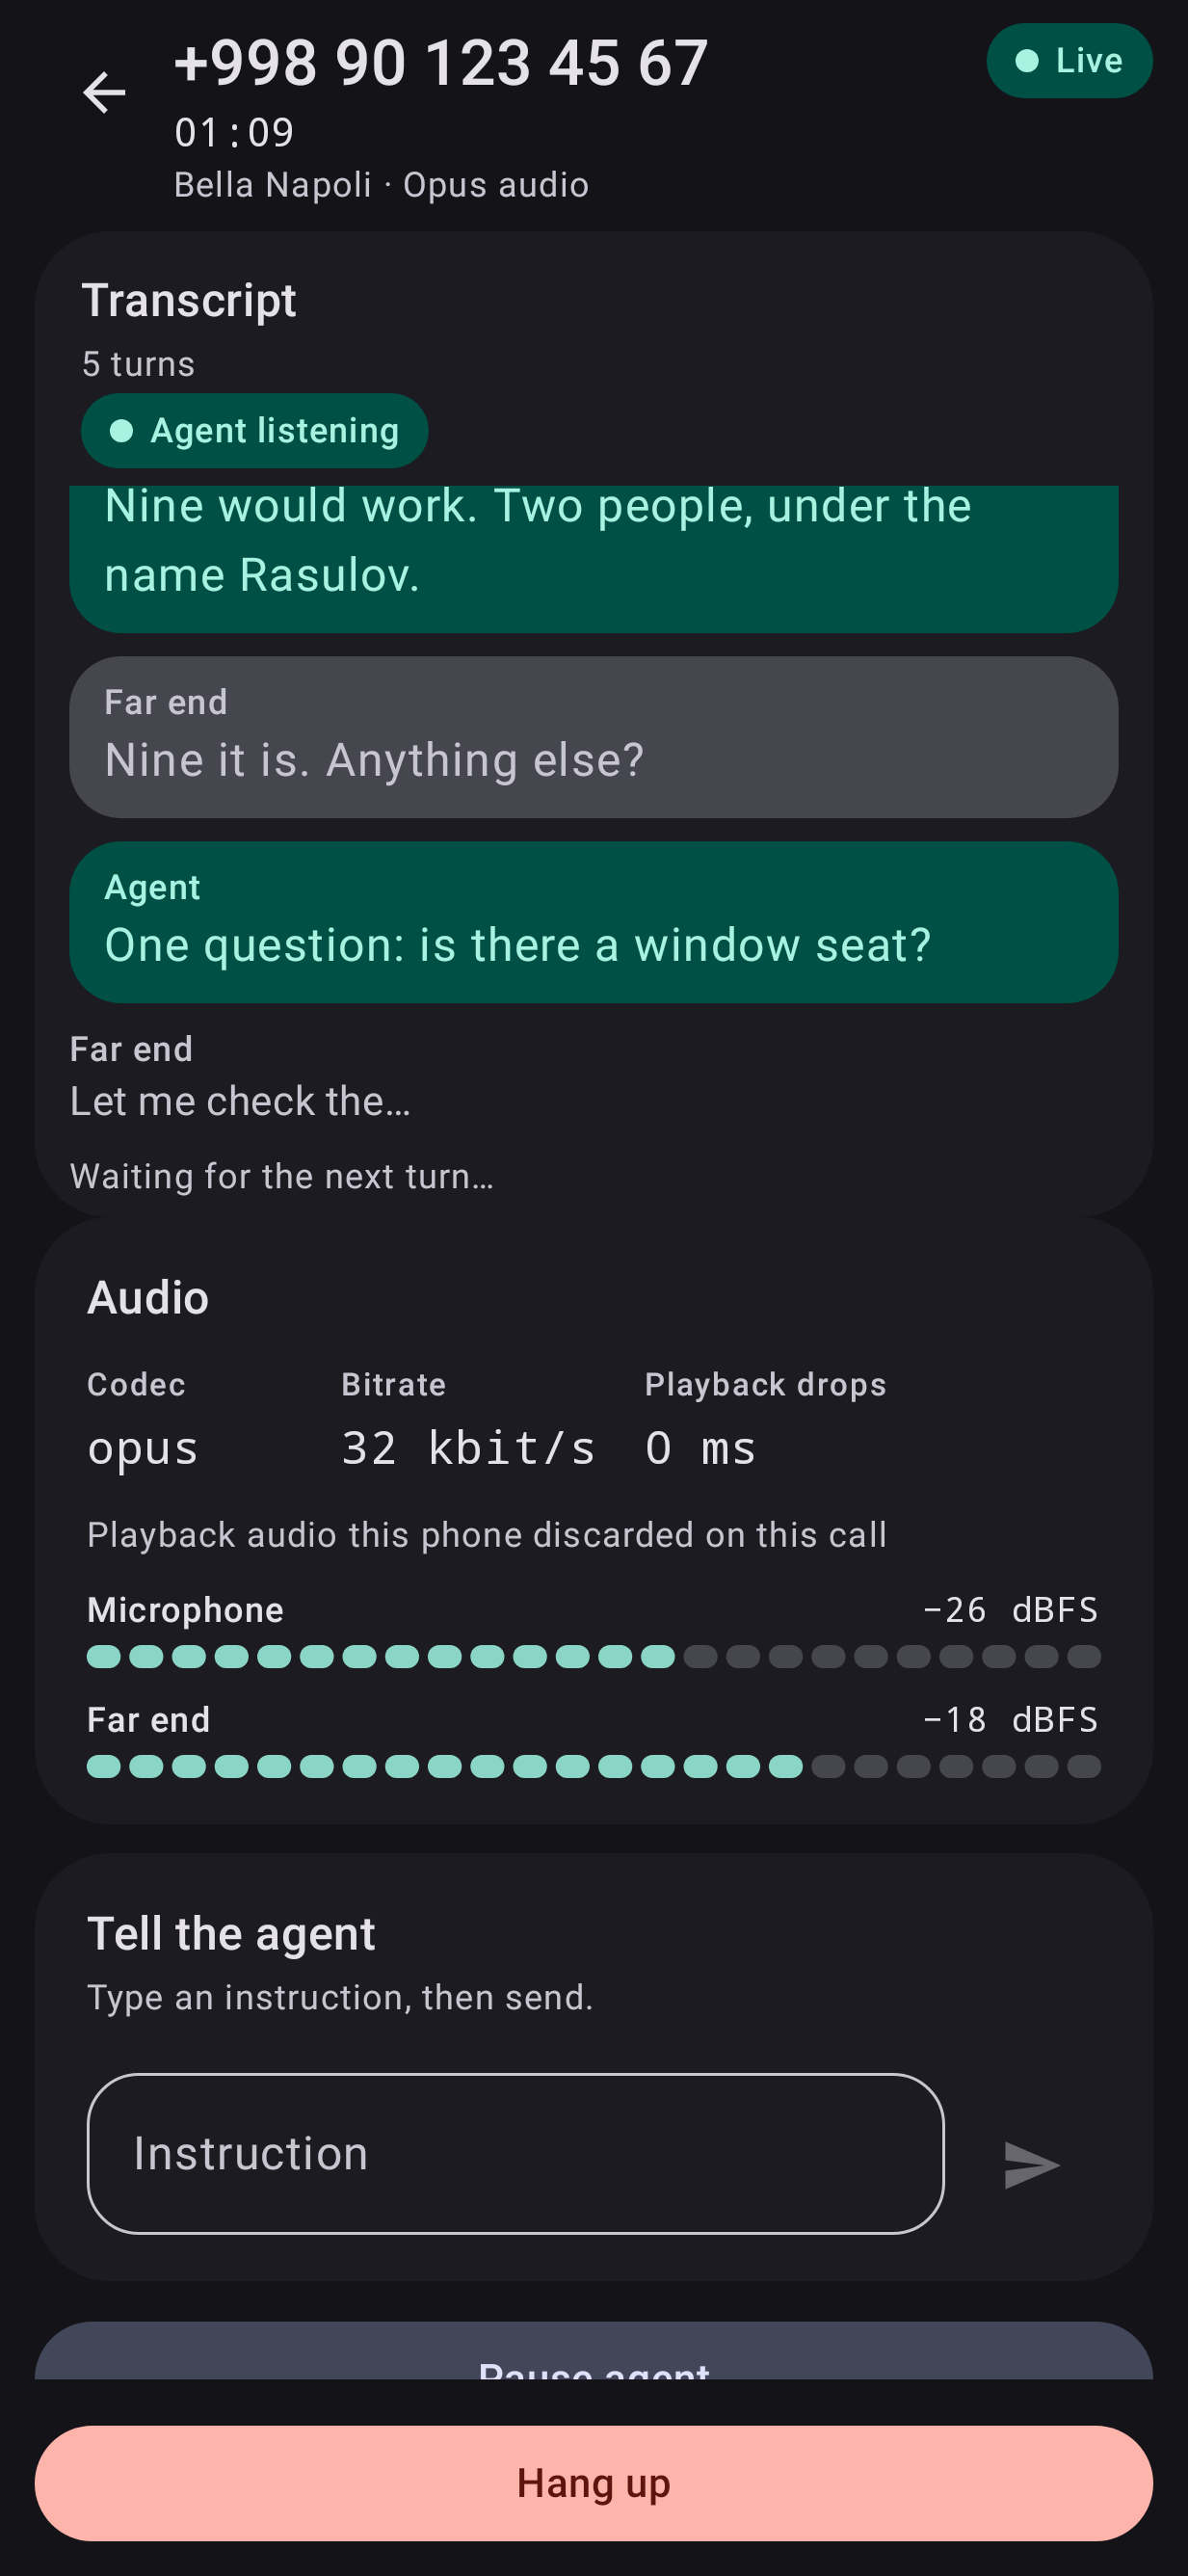 +998 90 123 45 67
Live
01:09
Bella Napoli · Opus audio
Transcript
5 turns
Agent listening
Nine would work. Two people, under the
name Rasulov.
Far end
Nine it is. Anything else?
Agent
One question: is there a window seat?
Far end
Let me check the…
Waiting for the next turn…
Audio
Codec
Bitrate
Playback drops
opus
32 kbit/s
0 ms
Playback audio this phone discarded on this call
Microphone
−26 dBFS
Far end
−18 dBFS
Tell the agent
Type an instruction, then send.
Instruction
Pause agent
Hang up